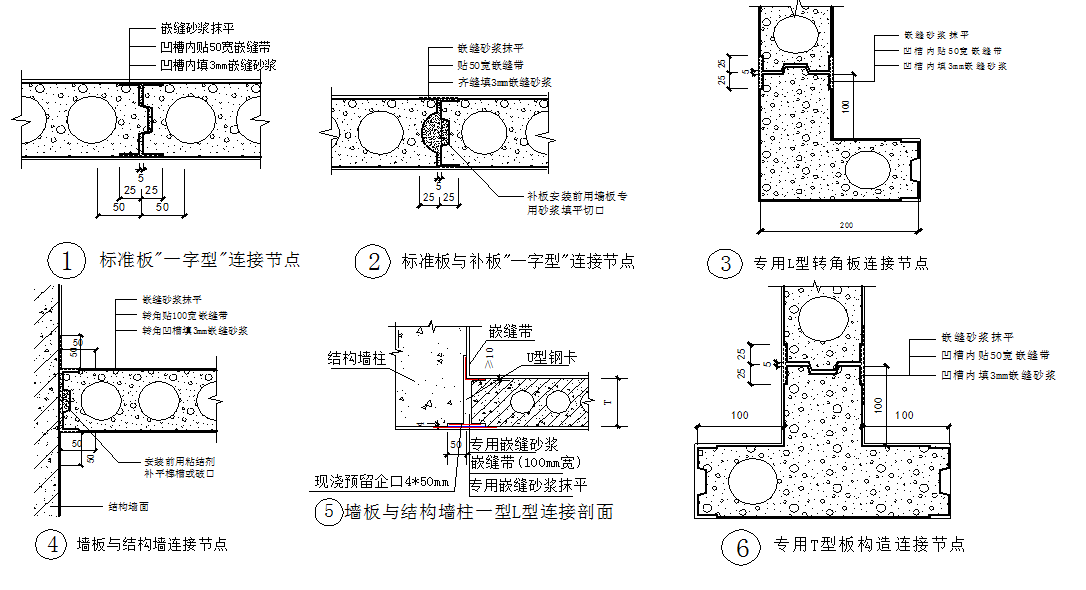 嵌缝砂浆抹平
凹槽内贴50宽嵌缝带
凹槽内填3mm嵌缝砂浆
5
25
25
50
50
1
标准板"一字型"连接节点
嵌缝砂浆抹平
贴50宽嵌缝带
齐缝填3mm嵌缝砂浆
5
25
25
补板安装前用墙板专
用砂浆填平切口
2
标准板与补板"一字型"连接节点
嵌缝砂浆抹平
凹槽内贴50宽嵌缝带
凹槽内填3mm嵌缝砂浆
25
5
25
100
200
3
专用L型转角板连接节点
嵌缝砂浆抹平
转角贴100宽嵌缝带
转角凹槽填3mm嵌缝砂浆
50
50
50
50
安装前用粘结剂
补平榫槽或破口
结构墙面
4
墙板与结构墙连接节点
嵌缝带
≥10
结构墙柱
U型钢卡
T
4
50
专用嵌缝砂浆
嵌缝带(100mm宽)
现浇预留企口4*50mm
专用嵌缝砂浆抹平
5
墙板与结构墙柱一型L型连接剖面
嵌缝砂浆抹平
凹槽内贴50宽嵌缝带
凹槽内填3mm嵌缝砂浆
25
5
25
100
100
100
6
专用T型板构造连接节点